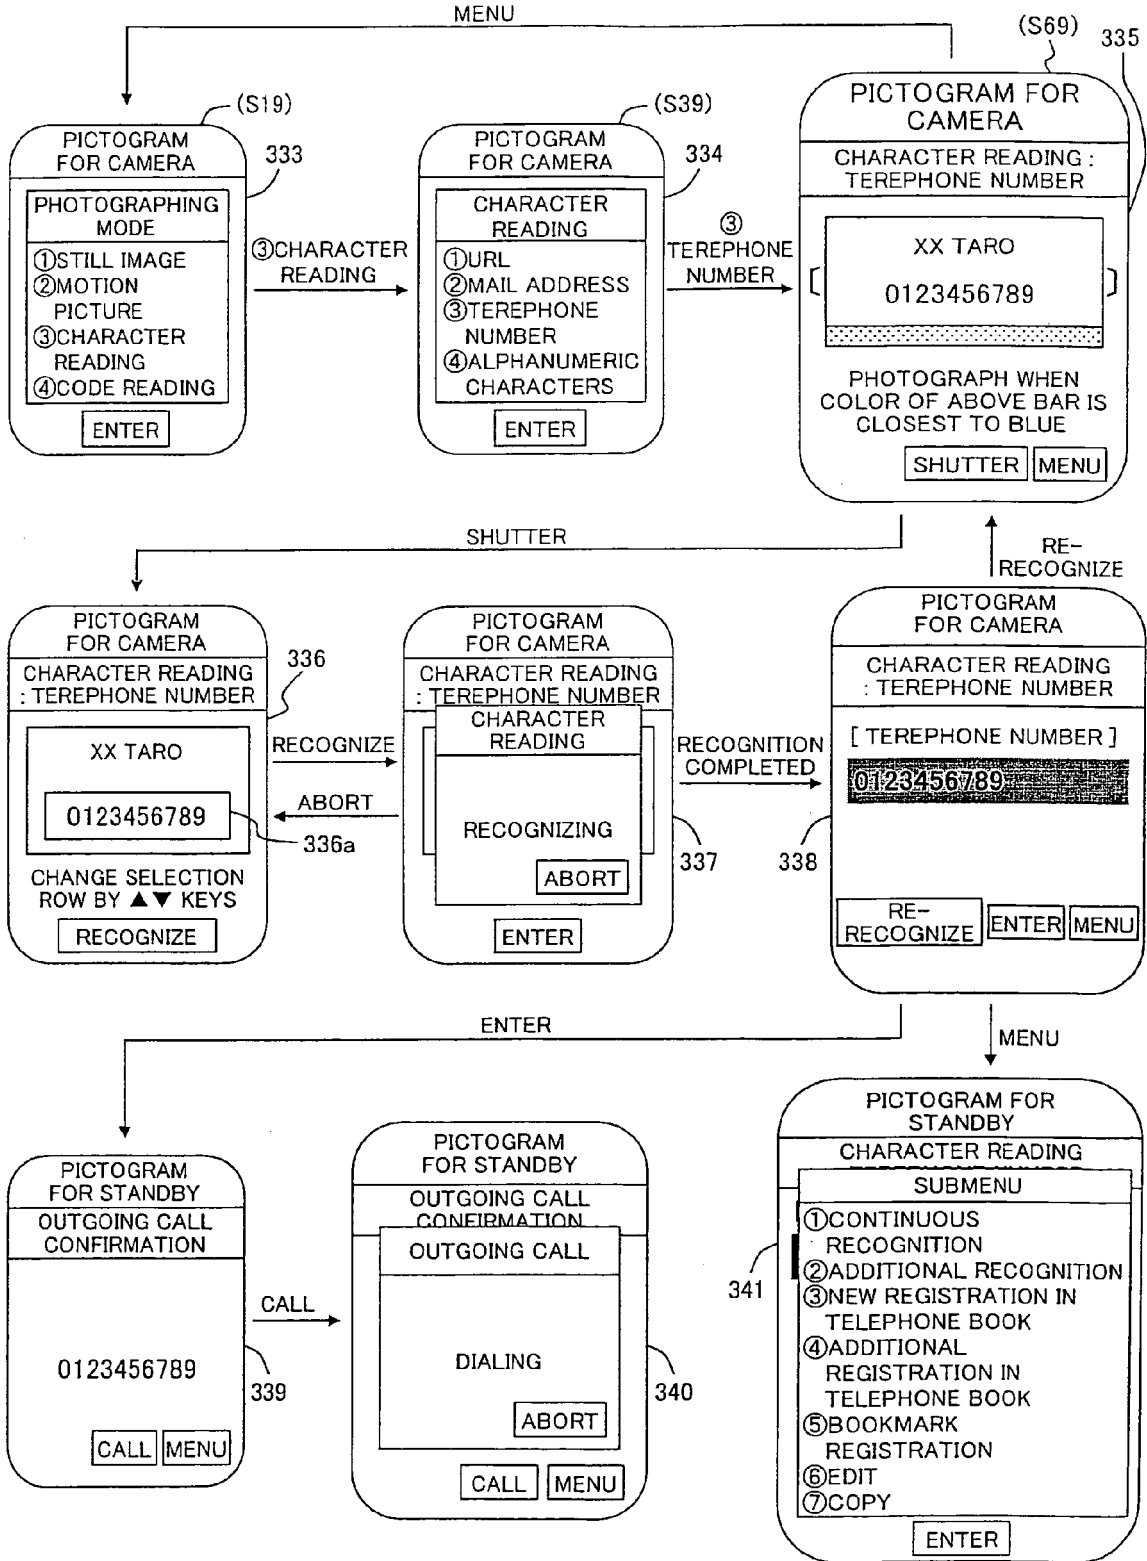 MENU
(S19)
PICTOGRAM
FOR CAMERA
333
PHOTOGRAPHING
MODE
①STILL IMAGE
②MOTION
PICTURE
③CHARACTER
READING
④CODE READING
ENTER
③CHARACTER
READING
(S39)
PICTOGRAM
FOR CAMERA
334
CHARACTER
READING
①URL
②MAIL ADDRESS
③TEREPHONE
NUMBER
④ALPHANUMERIC
CHARACTERS
ENTER
③
TEREPHONE
NUMBER
(S69)
335
PICTOGRAM FOR
CAMERA
CHARACTER READING :
TEREPHONE NUMBER
XX TARO
[ 0123456789 ]
PHOTOGRAPH WHEN
COLOR OF ABOVE BAR IS
CLOSEST TO BLUE
SHUTTER MENU
SHUTTER
RE-
RECOGNIZE
PICTOGRAM
FOR CAMERA
CHARACTER READING
: TEREPHONE NUMBER
336
XX TARO
0123456789
336a
CHANGE SELECTION
ROW BY ▲▼ KEYS
RECOGNIZE
RECOGNIZE
ABORT
PICTOGRAM
FOR CAMERA
CHARACTER READING
: TEREPHONE NUMBER
CHARACTER
READING
RECOGNIZING
ABORT
337
ENTER
RECOGNITION
COMPLETED
PICTOGRAM
FOR CAMERA
CHARACTER READING
: TEREPHONE NUMBER
[ TEREPHONE NUMBER ]
0123456789
338
RE-
RECOGNIZE ENTER MENU
ENTER
MENU
PICTOGRAM
FOR STANDBY
OUTGOING CALL
CONFIRMATION
0123456789
339
CALL MENU
CALL
PICTOGRAM
FOR STANDBY
OUTGOING CALL
CONFIRMATION
OUTGOING CALL
DIALING
340
ABORT
CALL MENU
PICTOGRAM FOR
STANDBY
CHARACTER READING
SUBMENU
341
①CONTINUOUS
RECOGNITION
②ADDITIONAL RECOGNITION
③NEW REGISTRATION IN
TELEPHONE BOOK
④ADDITIONAL
REGISTRATION IN
TELEPHONE BOOK
⑤BOOKMARK
REGISTRATION
⑥EDIT
⑦COPY
ENTER